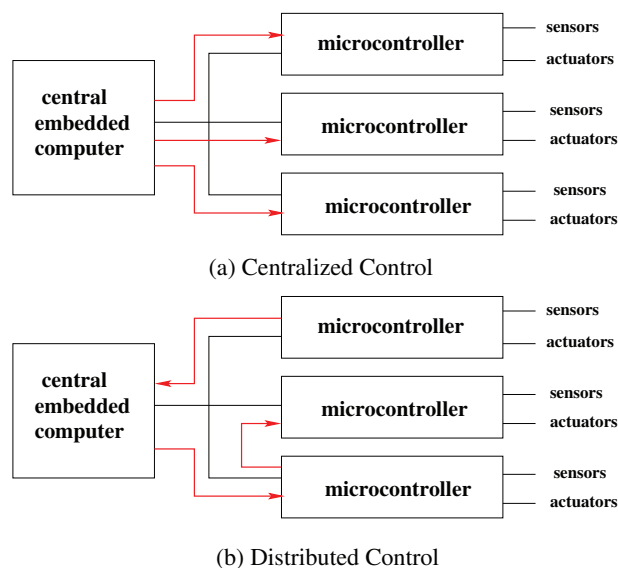 microcontroller
sensors
actuators
central
embedded
computer
microcontroller
sensors
actuators
microcontroller
sensors
actuators
(a) Centralized Control
microcontroller
sensors
actuators
central
embedded
computer
microcontroller
sensors
actuators
microcontroller
sensors
actuators
(b) Distributed Control